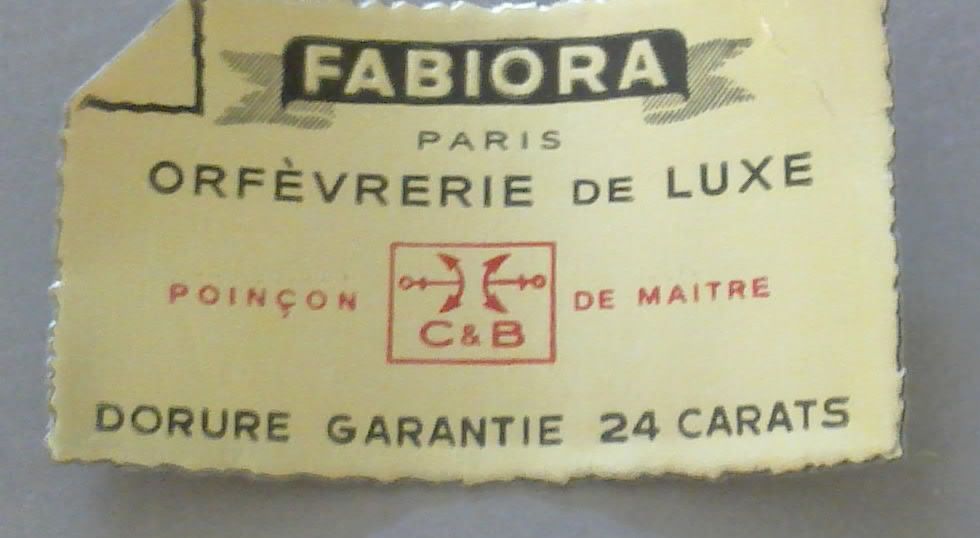 FABIORA
PARIS
ORFÈVRERIE DE LUXE
POINÇON C & B DE MAITRE
DORURE GARANTIE 24 CARATS